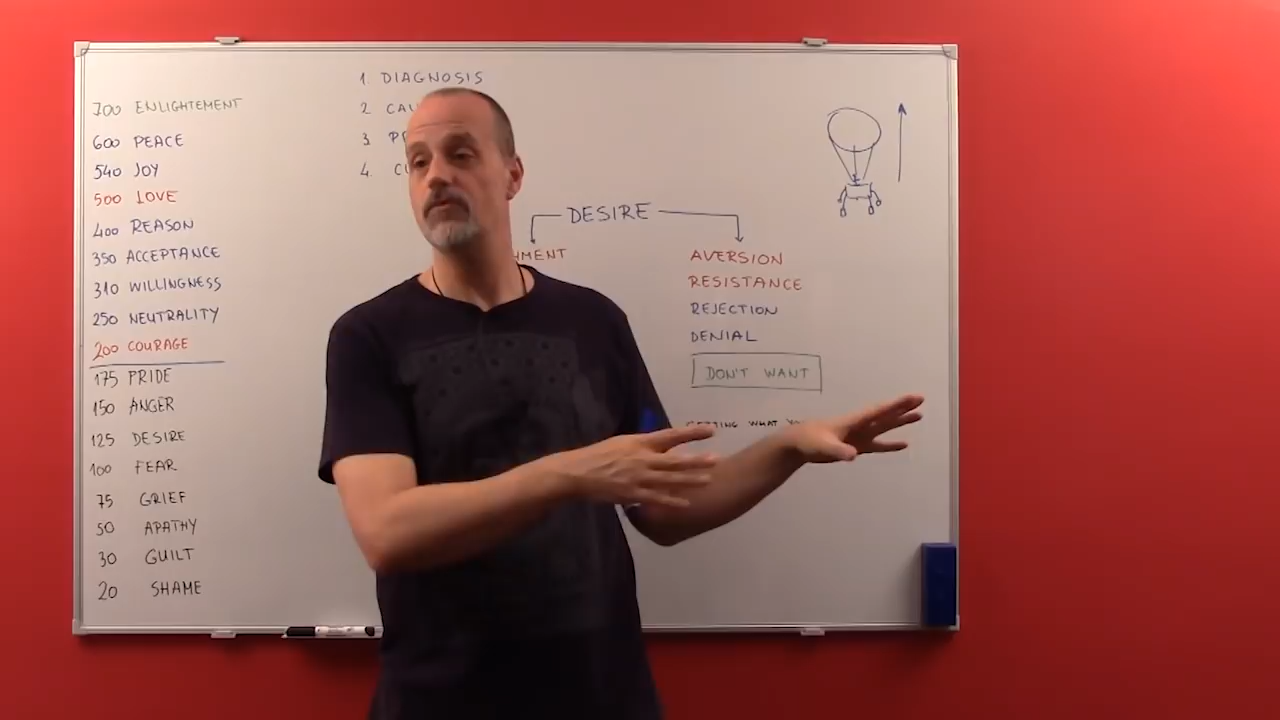 700 ENLIGHTEMENT
600 PEACE
540 JOY
500 LOVE
400 REASON
350 ACCEPTANCE
310 WILLINGNESS
250 NEUTRALITY
200 COURAGE
175 PRIDE
150 ANGER
125 DESIRE
100 FEAR
75 GRIEF
50 APATHY
30 GUILT
20 SHAME
1. DIAGNOSIS
2
3
4.
DESIRE
AVERSION
RESISTANCE
REJECTION
DENIAL
DON'T WANT
GETTING WHAT